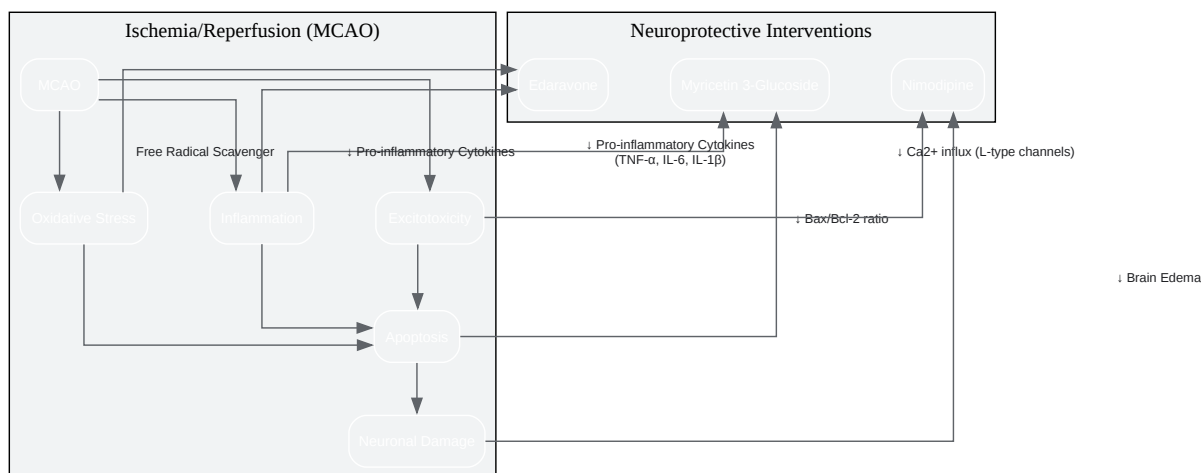 Ischemia/Reperfusion (MCAO)
Neuroprotective Interventions
MCAO
Edaravone
Myricetin 3-Glucoside
Nimodipine
Free Radical Scavenger
↓ Pro-inflammatory Cytokines
↓ Pro-inflammatory Cytokines
(TNF-α, IL-6, IL-1β)
↓ Ca2+ influx (L-type channels)
Oxidative Stress
Inflammation
Excitotoxicity
↓ Bax/Bcl-2 ratio
↓ Brain Edema
Apoptosis
Neuronal Damage